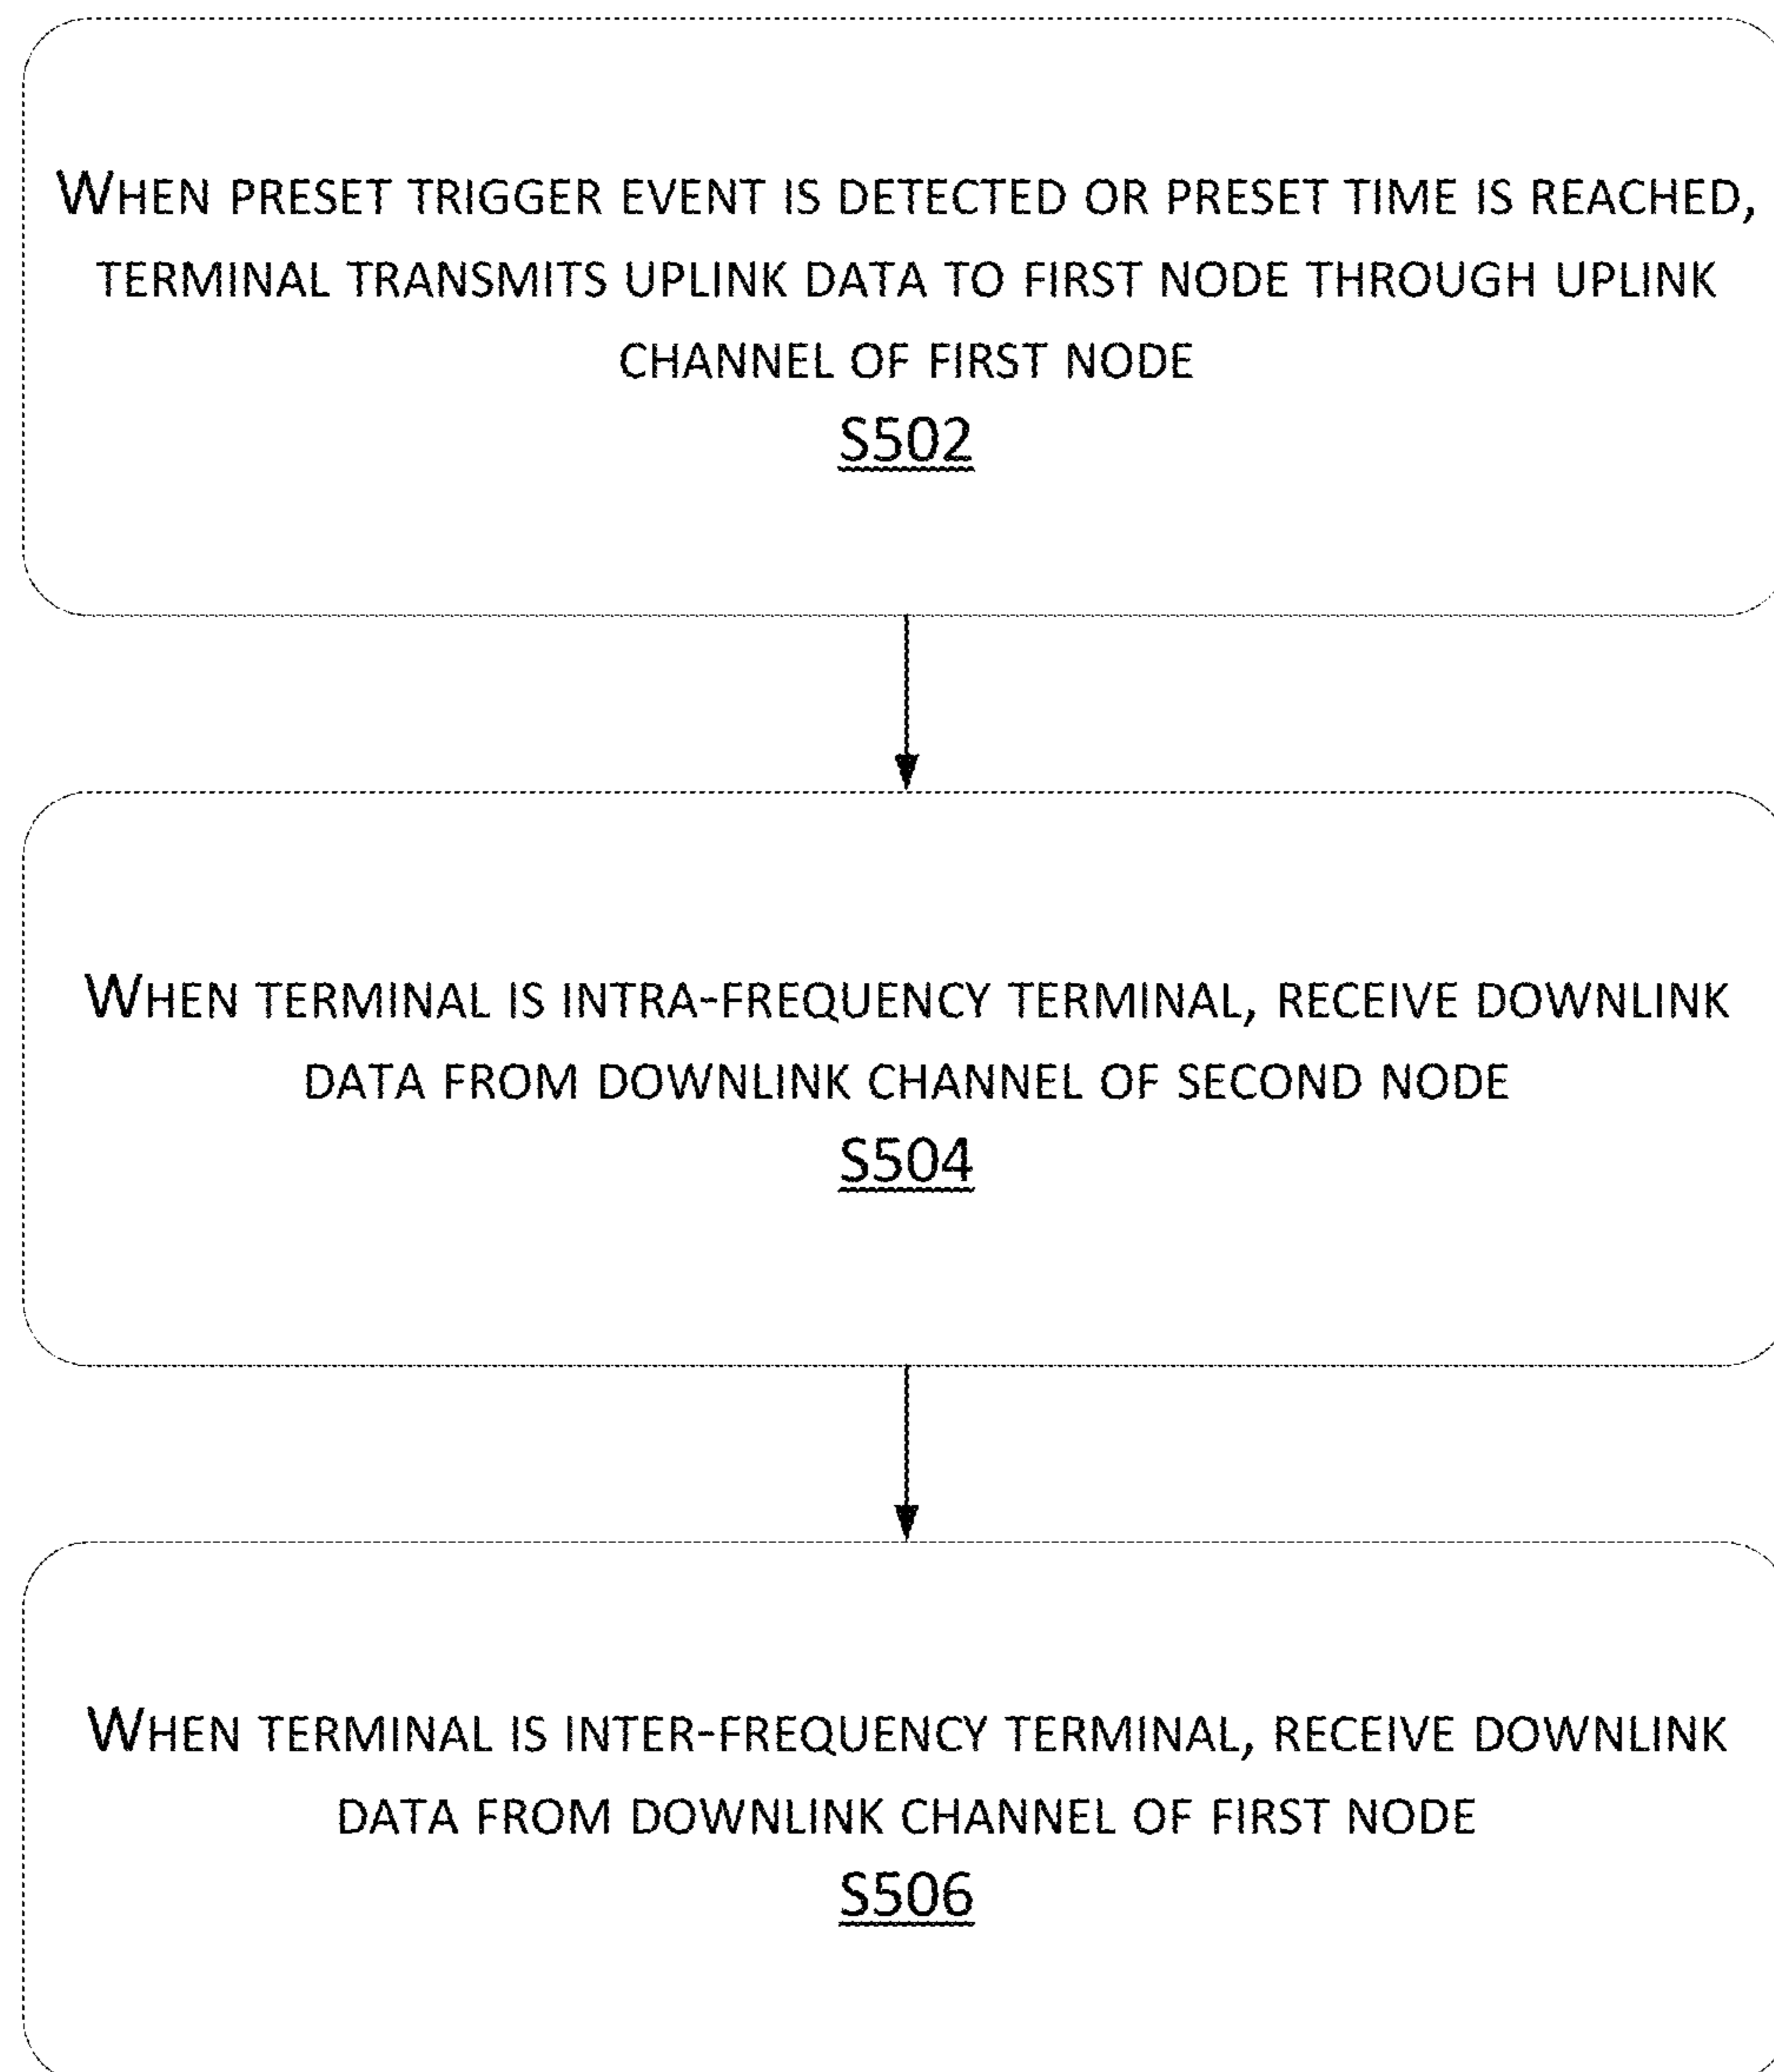 WHEN PRESET TRIGGER EVENT IS DETECTED OR PRESET TIME IS REACHED,
TERMINAL TRANSMITS UPLINK DATA TO FIRST NODE THROUGH UPLINK
CHANNEL OF FIRST NODE
S502
WHEN TERMINAL IS INTRA-FREQUENCY TERMINAL, RECEIVE DOWNLINK
DATA FROM DOWNLINK CHANNEL OF SECOND NODE
S504
WHEN TERMINAL IS INTER-FREQUENCY TERMINAL, RECEIVE DOWNLINK
DATA FROM DOWNLINK CHANNEL OF FIRST NODE
S506